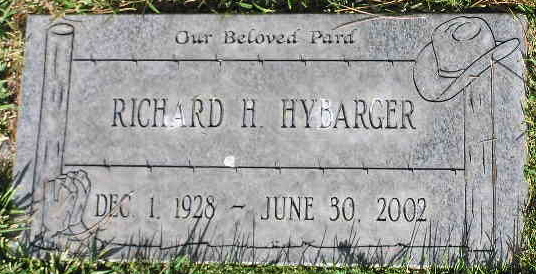 Our Beloved Pard
RICHARD H. HYBARGER
DEC. 1, 1928 - JUNE 30, 2002